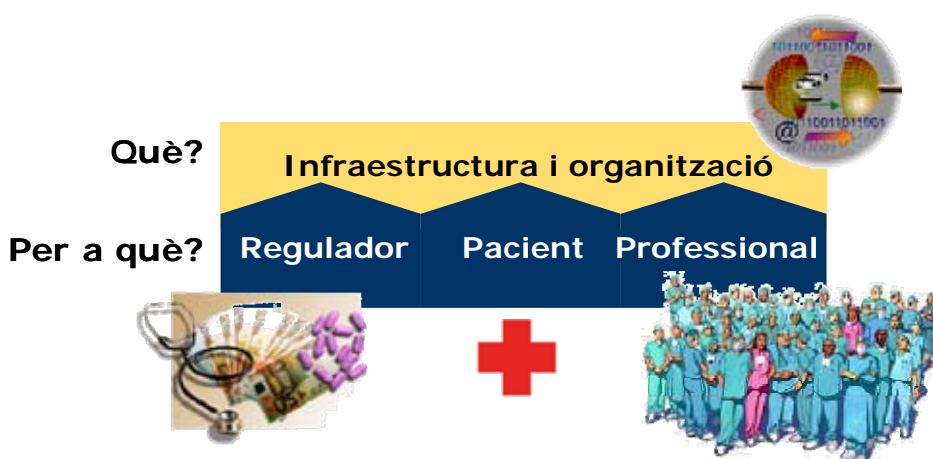 Què?
Infraestructura i organització
Per a què?
Regulador
Pacient
Professional
@